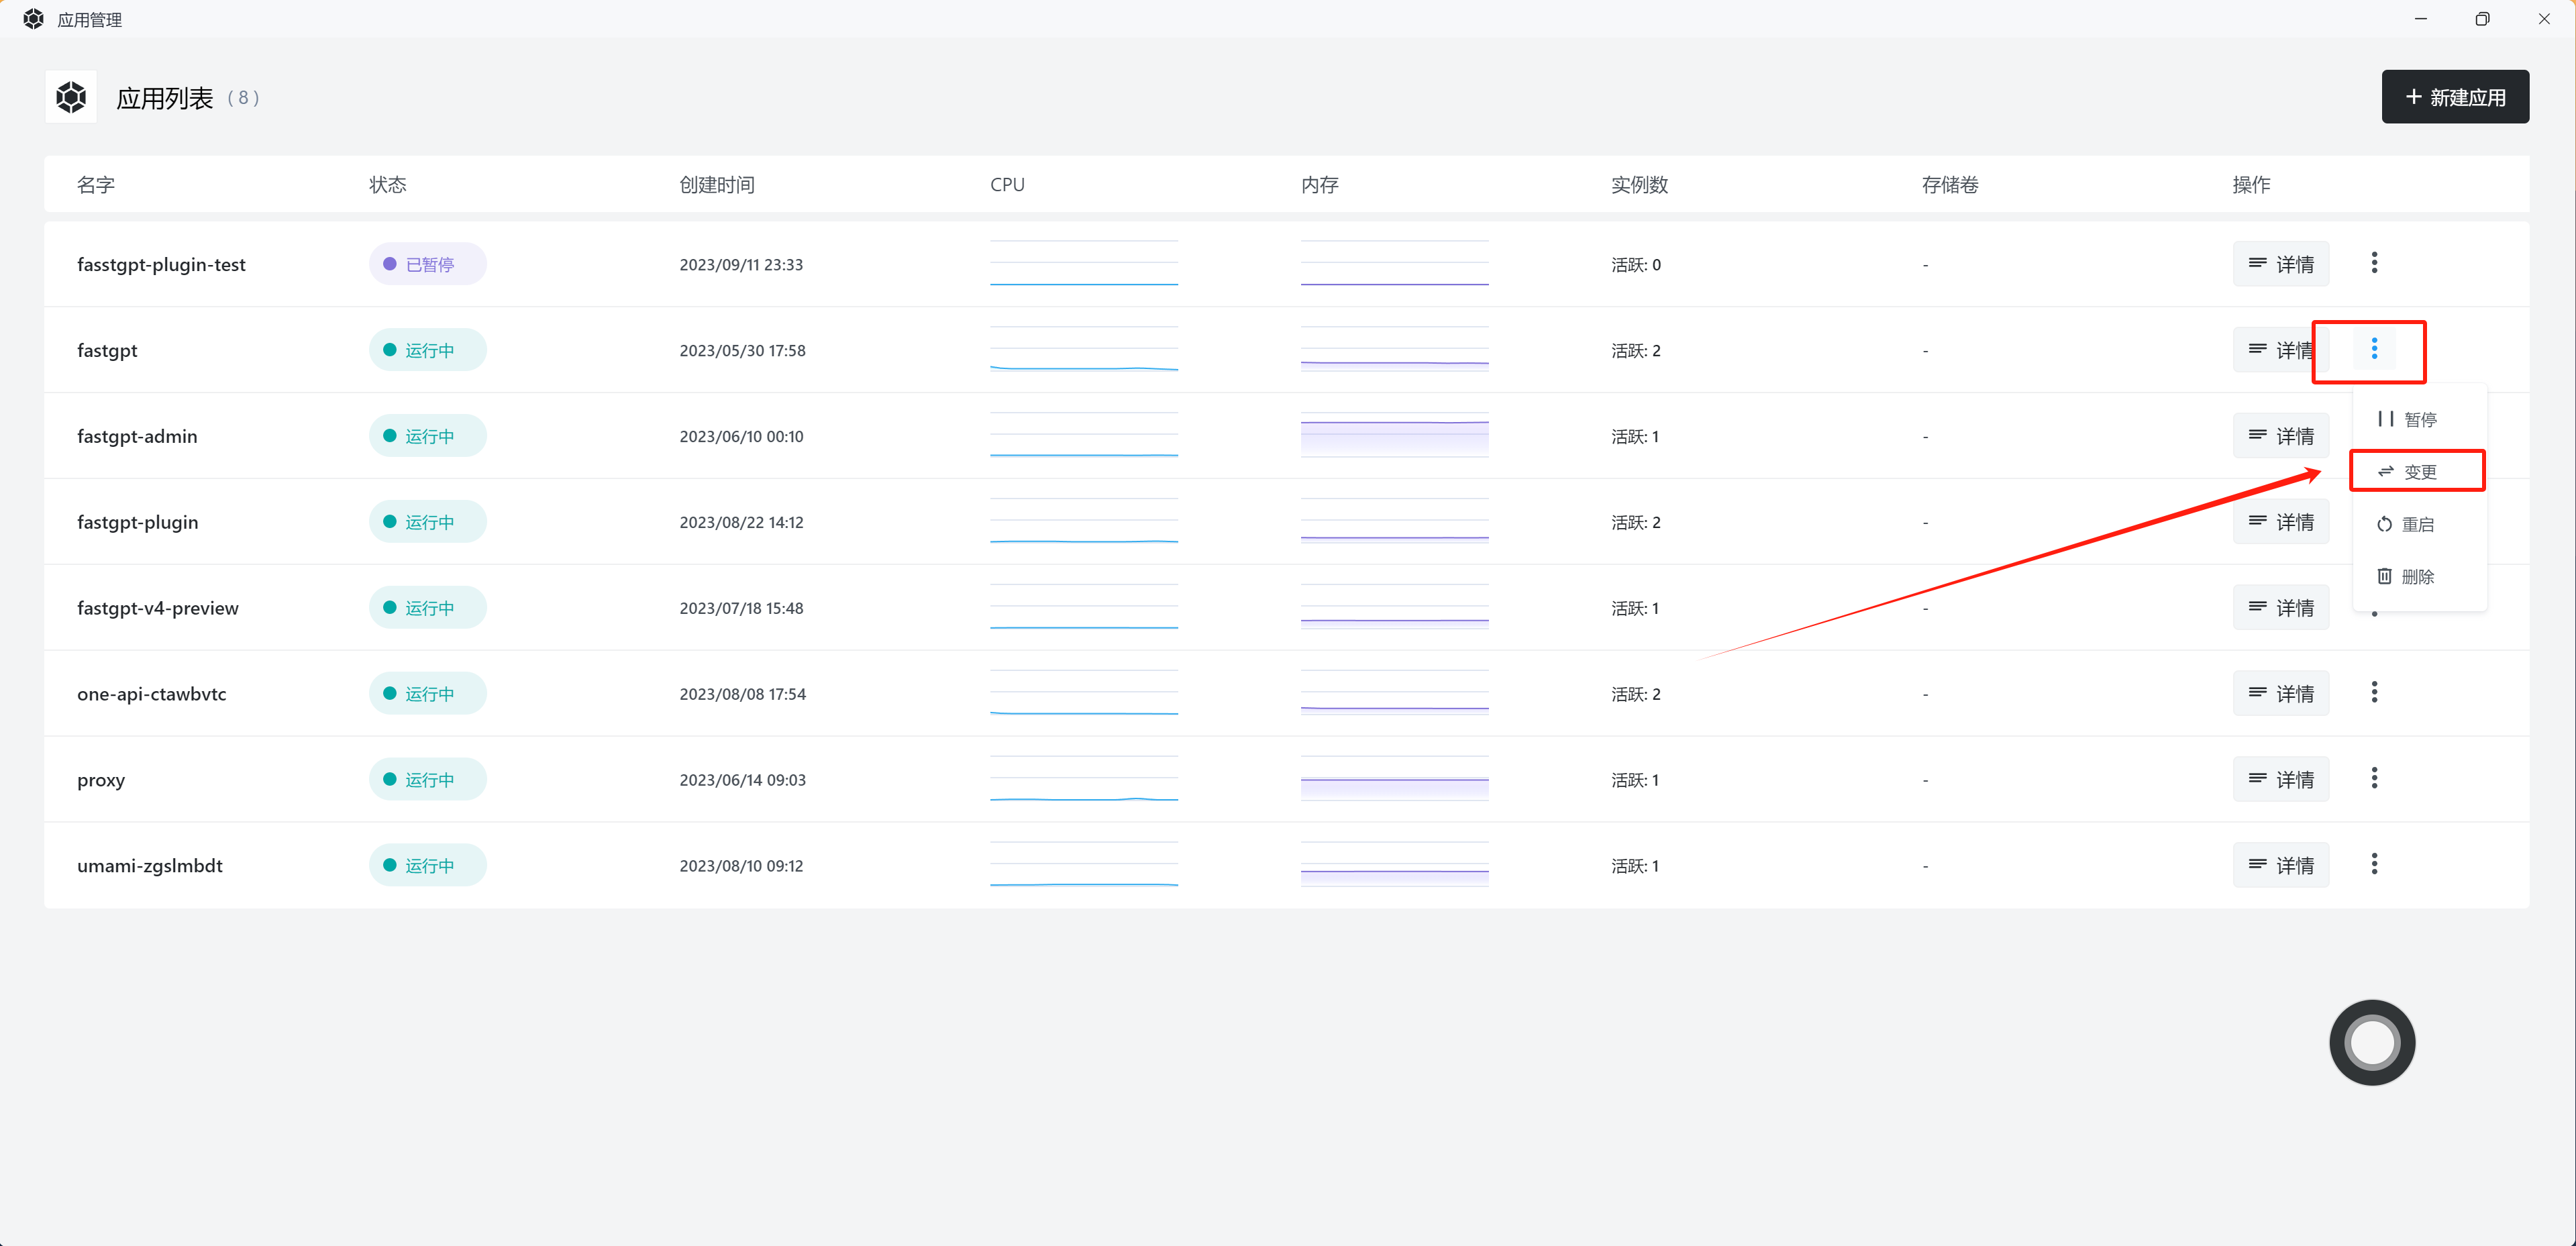 应用管理
应用列表 ( 8 )
+ 新建应用
名字 状态 创建时间 CPU 内存 实例数 存储卷 操作
fasstgpt-plugin-test 已暂停 2023/09/11 23:33 活跃: 0 - 详情
fastgpt 运行中 2023/05/30 17:58 活跃: 2 - 详情
暂停
fastgpt-admin 运行中 2023/06/10 00:10 活跃: 1 - 详情
变更
fastgpt-plugin 运行中 2023/08/22 14:12 活跃: 2 - 详情
重启
删除
fastgpt-v4-preview 运行中 2023/07/18 15:48 活跃: 1 - 详情
one-api-ctawbvtc 运行中 2023/08/08 17:54 活跃: 2 - 详情
proxy 运行中 2023/06/14 09:03 活跃: 1 - 详情
umami-zgslmbdt 运行中 2023/08/10 09:12 活跃: 1 - 详情